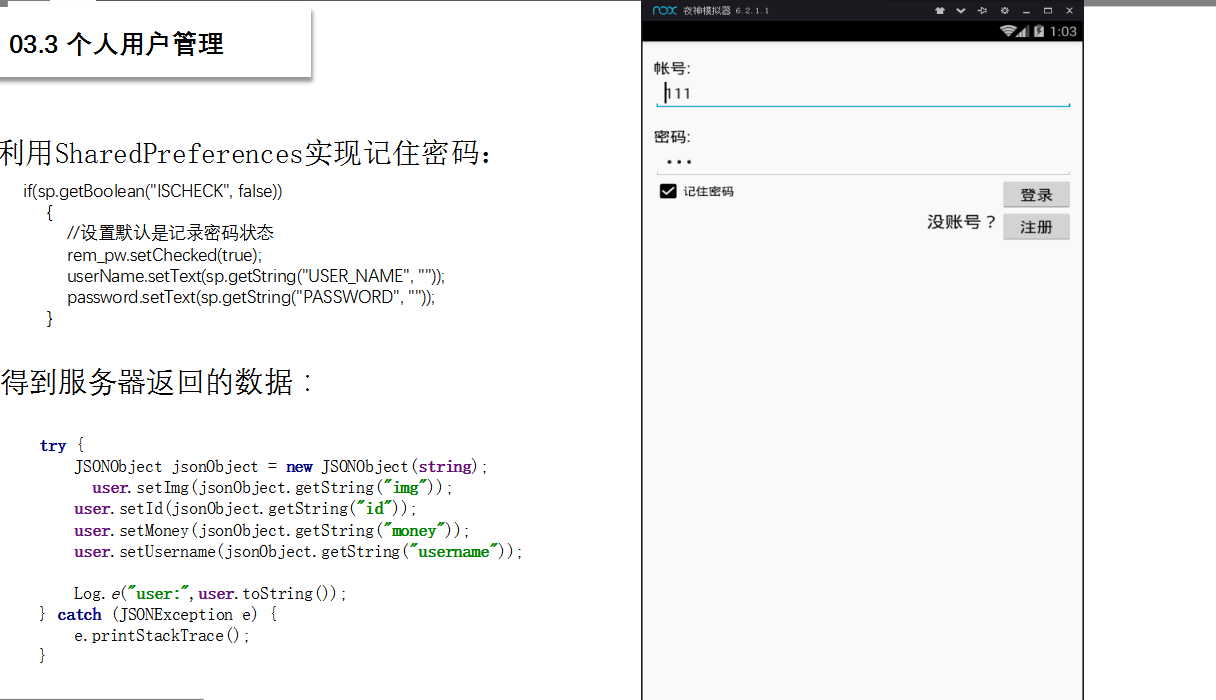 03.3 个人用户管理
利用SharedPreferences实现记住密码：
if(sp.getBoolean("ISCHECK", false))
{
//设置默认是记录密码状态
rem_pw.setChecked(true);
userName.setText(sp.getString("USER_NAME", ""));
password.setText(sp.getString("PASSWORD", ""));
}
得到服务器返回的数据：
try {
JSONObject jsonObject = new JSONObject(string);
user.setImg(jsonObject.getString("img"));
user.setId(jsonObject.getString("id"));
user.setMoney(jsonObject.getString("money"));
user.setUsername(jsonObject.getString("username"));
Log.e("user:",user.toString());
} catch (JSONException e) {
e.printStackTrace();
}
nox 夜神模拟器 6.2.1.1
1:03
帐号:
111
密码:
•••
记住密码
登录
没账号？
注册